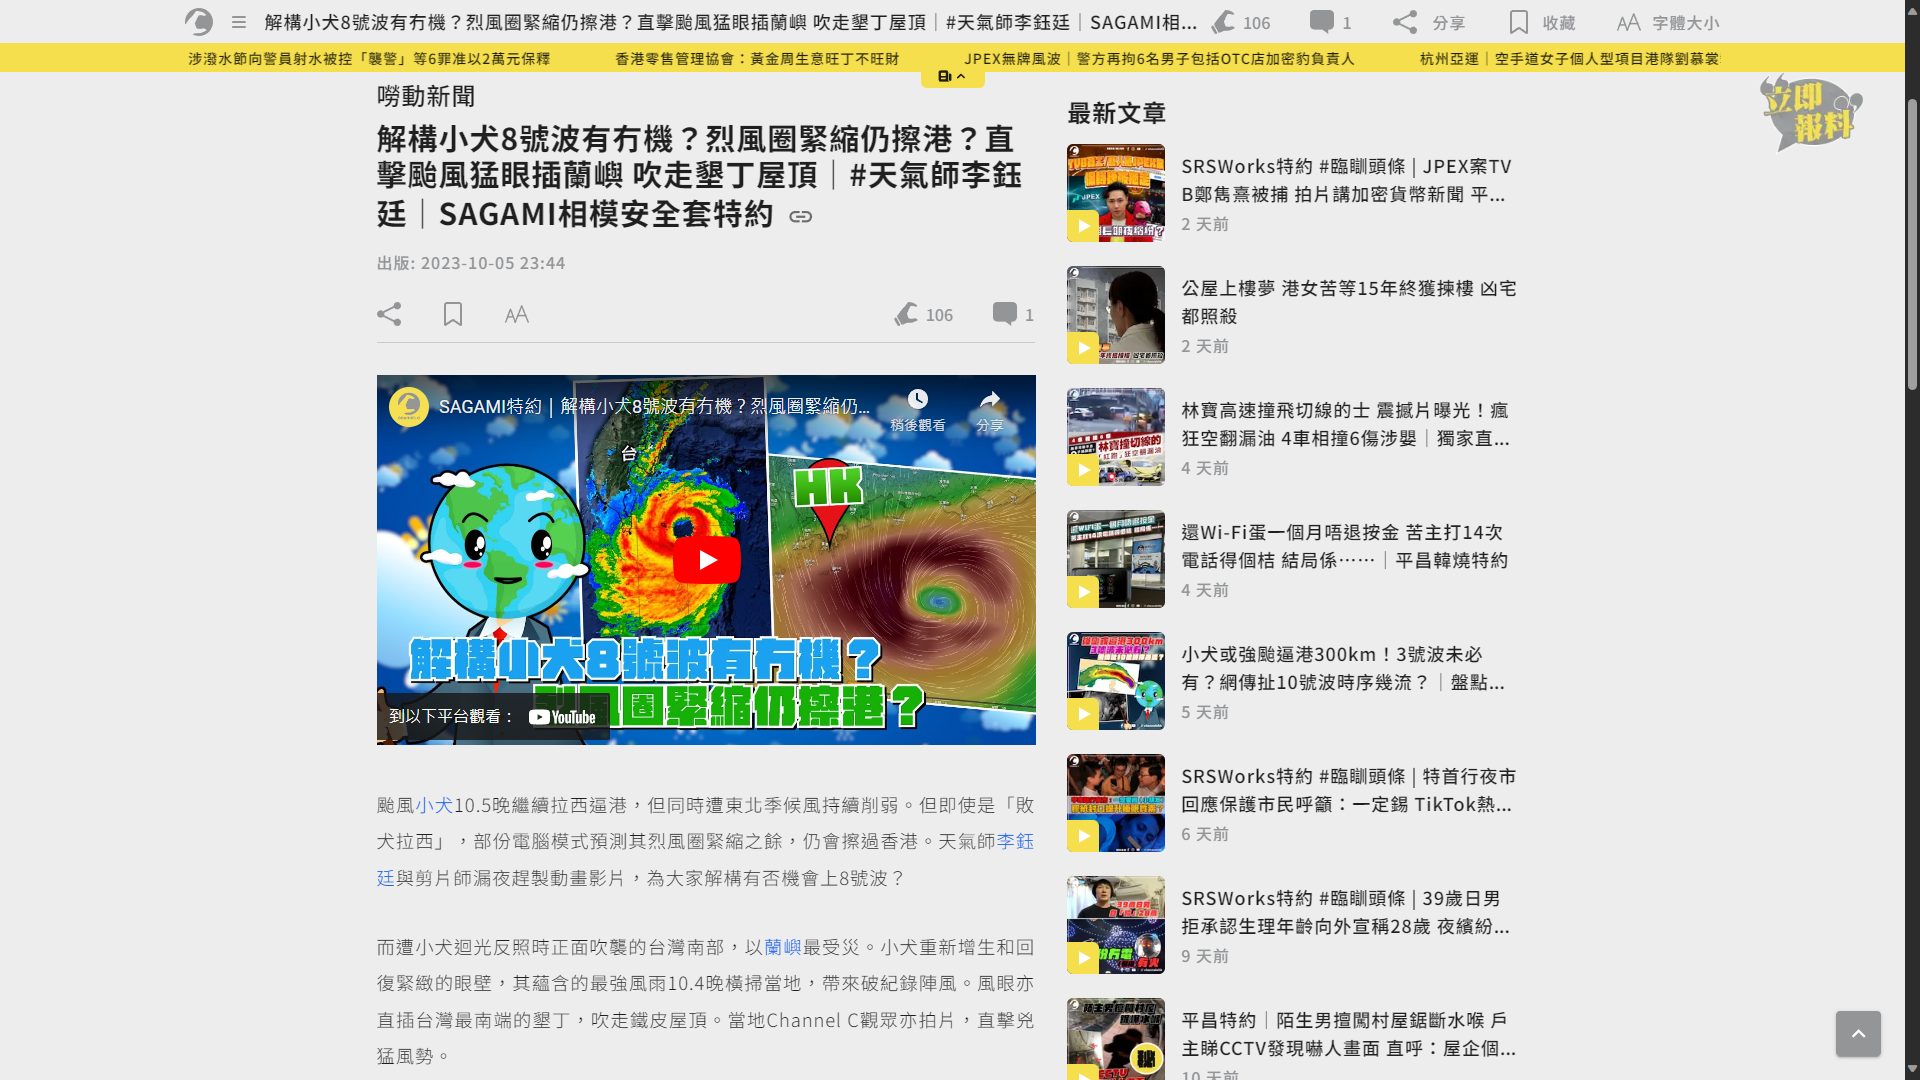 解構小犬8號波有冇機？烈風圈緊縮仍擦港？直擊颱風猛眼插蘭嶼 吹走墾丁屋頂｜#天氣師李鈺廷｜SAGAMI相...
106
1
分享
收藏
字體大小
涉潑水節向警員射水被控「襲警」等6罪准以2萬元保釋
香港零售管理協會：黃金周生意旺丁不旺財
JPEX無牌風波｜警方再拘6名男子包括OTC店加密豹負責人
杭州亞運｜空手道女子個人型項目港隊劉慕裳
立即報料
嘮動新聞
解構小犬8號波有冇機？烈風圈緊縮仍擦港？直
擊颱風猛眼插蘭嶼 吹走墾丁屋頂｜#天氣師李鈺
廷｜SAGAMI相模安全套特約
出版: 2023-10-05 23:44
106
1
SAGAMI特約｜解構小犬8號波有冇機？烈風圈緊縮仍...
稍後觀看
分享
台
HK
解構小犬8號波有冇機？
烈風圈緊縮仍擦港？
到以下平台觀看：
YouTube
颱風小犬10.5晚繼續拉西逼港，但同時遭東北季候風持續削弱。但即使是「敗
犬拉西」，部份電腦模式預測其烈風圈緊縮之餘，仍會擦過香港。天氣師李鈺
廷與剪片師漏夜趕製動畫影片，為大家解構有否機會上8號波？
而遭小犬迴光反照時正面吹襲的台灣南部，以蘭嶼最受災。小犬重新增生和回
復緊緻的眼壁，其蘊含的最強風雨10.4晚橫掃當地，帶來破紀錄陣風。風眼亦
直插台灣最南端的墾丁，吹走鐵皮屋頂。當地Channel C觀眾亦拍片，直擊兇
猛風勢。
最新文章
SRSWorks特約 #臨瞓頭條 | JPEX案TV
B鄭雋熹被捕 拍片講加密貨幣新聞 平...
2 天前
公屋上樓夢 港女苦等15年終獲揀樓 凶宅
都照殺
2 天前
林寶高速撞飛切線的士 震撼片曝光！瘋
狂空翻漏油 4車相撞6傷涉嬰｜獨家直...
4 天前
還Wi-Fi蛋一個月唔退按金 苦主打14次
電話得個桔 結局係⋯⋯｜平昌韓燒特約
4 天前
小犬或強颱逼港300km！3號波未必
有？網傳扯10號波時序幾流？｜盤點...
5 天前
SRSWorks特約 #臨瞓頭條 | 特首行夜市
回應保護市民呼籲：一定錫 TikTok熱...
6 天前
SRSWorks特約 #臨瞓頭條 | 39歲日男
拒承認生理年齡向外宣稱28歲 夜繽紛...
9 天前
平昌特約｜陌生男擅闖村屋鋸斷水喉 戶
主睇CCTV發現嚇人畫面 直呼：屋企個...
10 天前